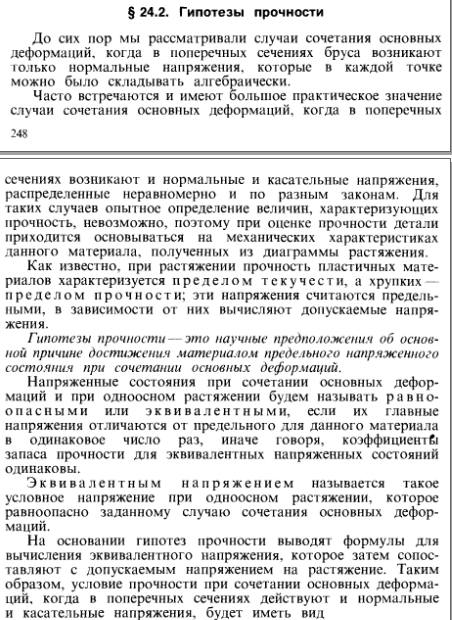 § 24.2. Гипотезы прочности
До сих пор мы рассматривали случаи сочетания основных
деформаций, когда в поперечных сечениях бруса возникают
только нормальные напряжения, которые в каждой точке
можно было складывать алгебраически.
Часто встречаются и имеют большое практическое значение
случаи сочетания основных деформаций, когда в поперечных
248
сечениях возникают и нормальные и касательные напряжения,
распределенные неравномерно и по разным законам. Для
таких случаев опытное определение величин, характеризующих
прочность, невозможно, поэтому при оценке прочности детали
приходится основываться на механических характеристиках
данного материала, полученных из диаграммы растяжения.
Как известно, при растяжении прочность пластичных мате-
риалов характеризуется пределом текучести, а хрупких —
пределом прочности; эти напряжения считаются предель-
ными, в зависимости от них вычисляют допускаемые напря-
жения.
Гипотезы прочности — это научные предположения об основ-
ной причине достижения материалом предельного напряженного
состояния при сочетании основных деформаций.
Напряженные состояния при сочетании основных дефор-
маций и при одноосном растяжении будем называть равно-
опасными или эквивалентными, если их главные
напряжения отличаются от предельного для данного материала
в одинаковое число раз, иначе говоря, коэффициенты
запаса прочности для эквивалентных напряженных состояний
одинаковы.
Эквивалентным напряжением называется такое
условное напряжение при одноосном растяжении, которое
равноопасно заданному случаю сочетания основных дефор-
маций.
На основании гипотез прочности выводят формулы для
вычисления эквивалентного напряжения, которое затем сопос-
тавляют с допускаемым напряжением на растяжение. Таким
образом, условие прочности при сочетании основных деформа-
ций, когда в поперечных сечениях действуют и нормальные
и касательные напряжения, будет иметь вид